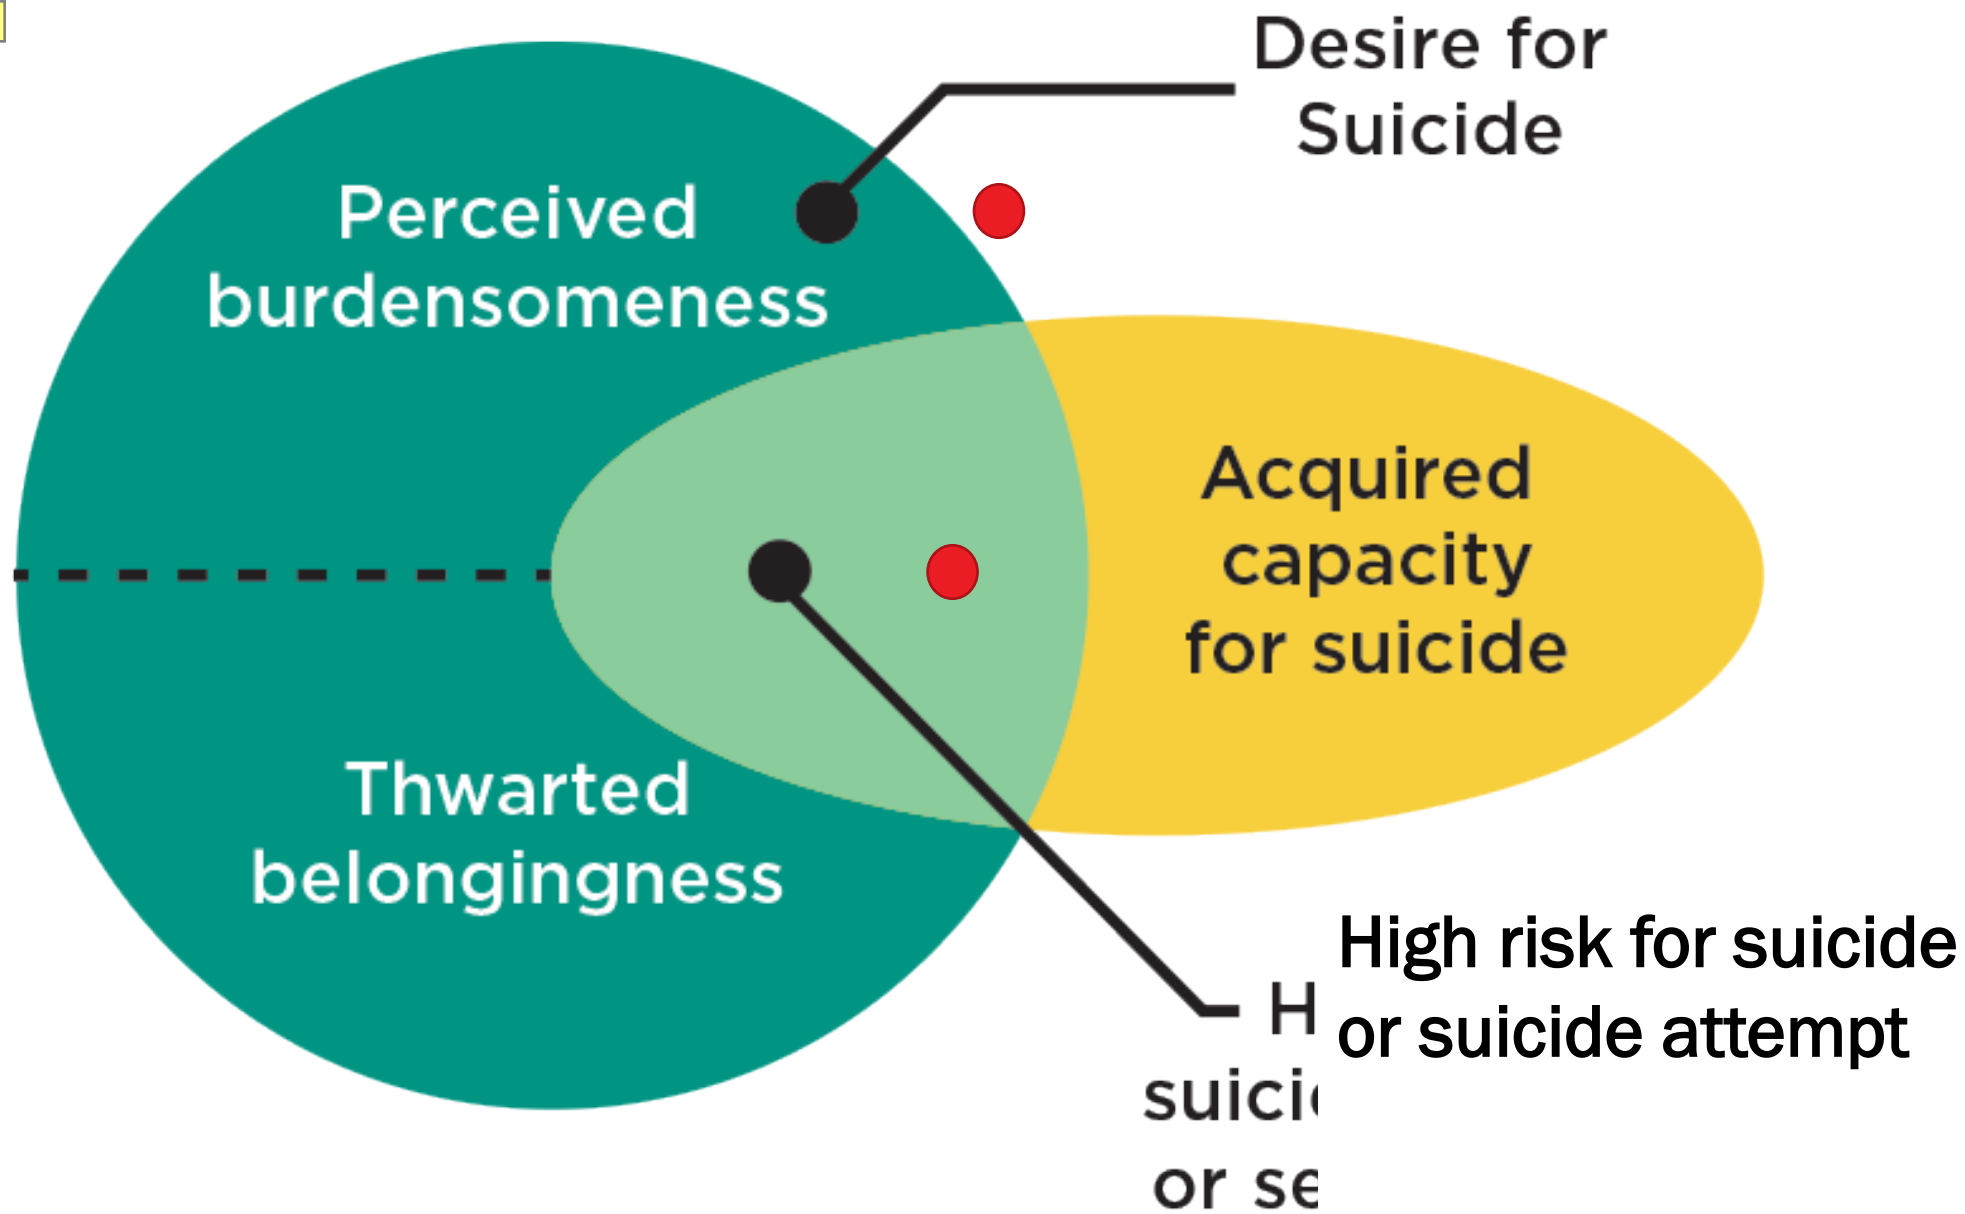 Desire for
Suicide
Perceived
burdensomeness
Acquired
capacity
for suicide
Thwarted
belongingness
High risk for suicide
or suicide attempt
H
suici
or se